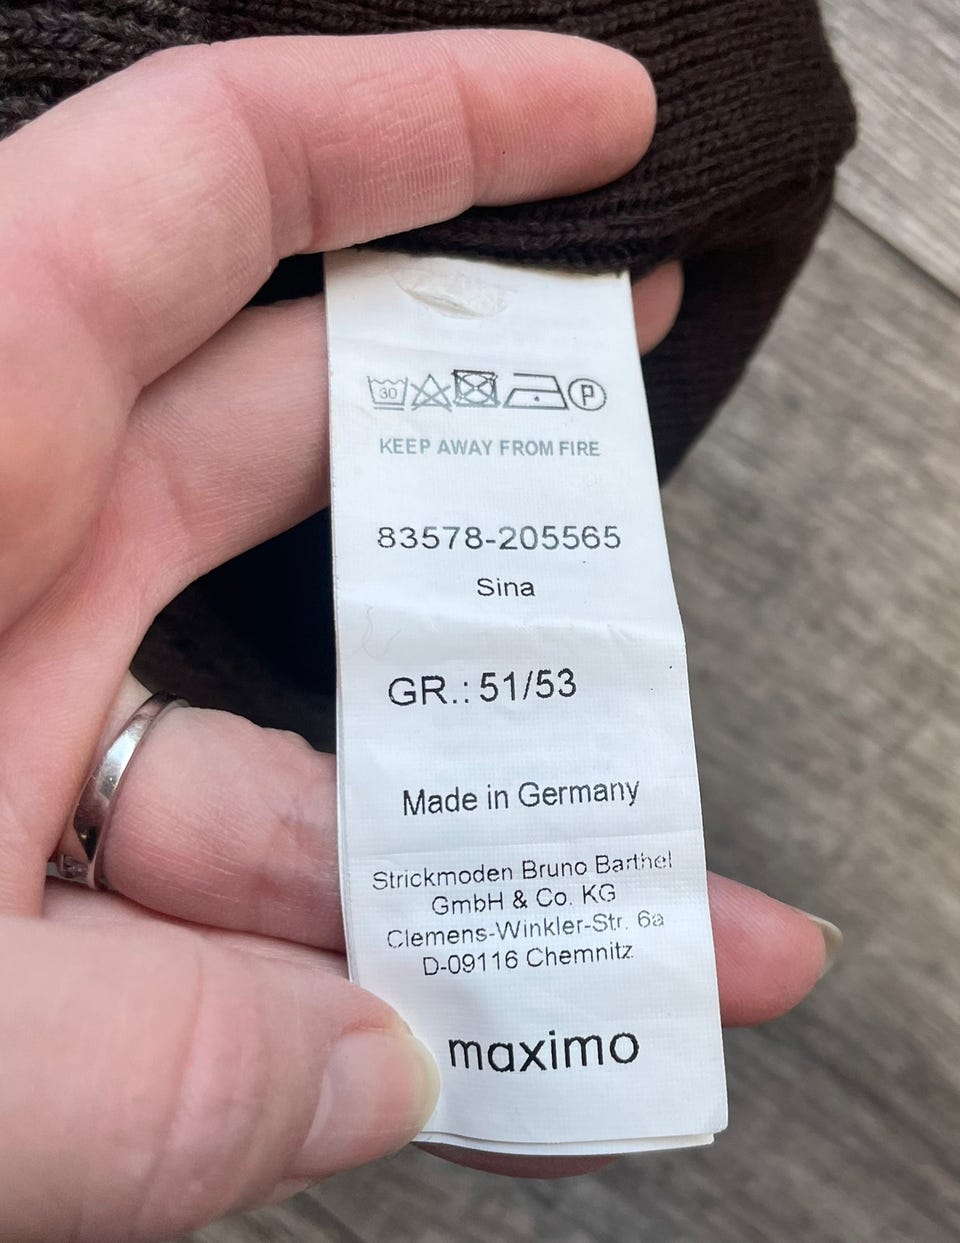 30
P
KEEP AWAY FROM FIRE
83578-205565
Sina
GR.: 51/53
Made in Germany
Strickmoden Bruno Barthel
GmbH & Co. KG
Clemens-Winkler-Str. 6a
D-09116 Chemnitz
maximo